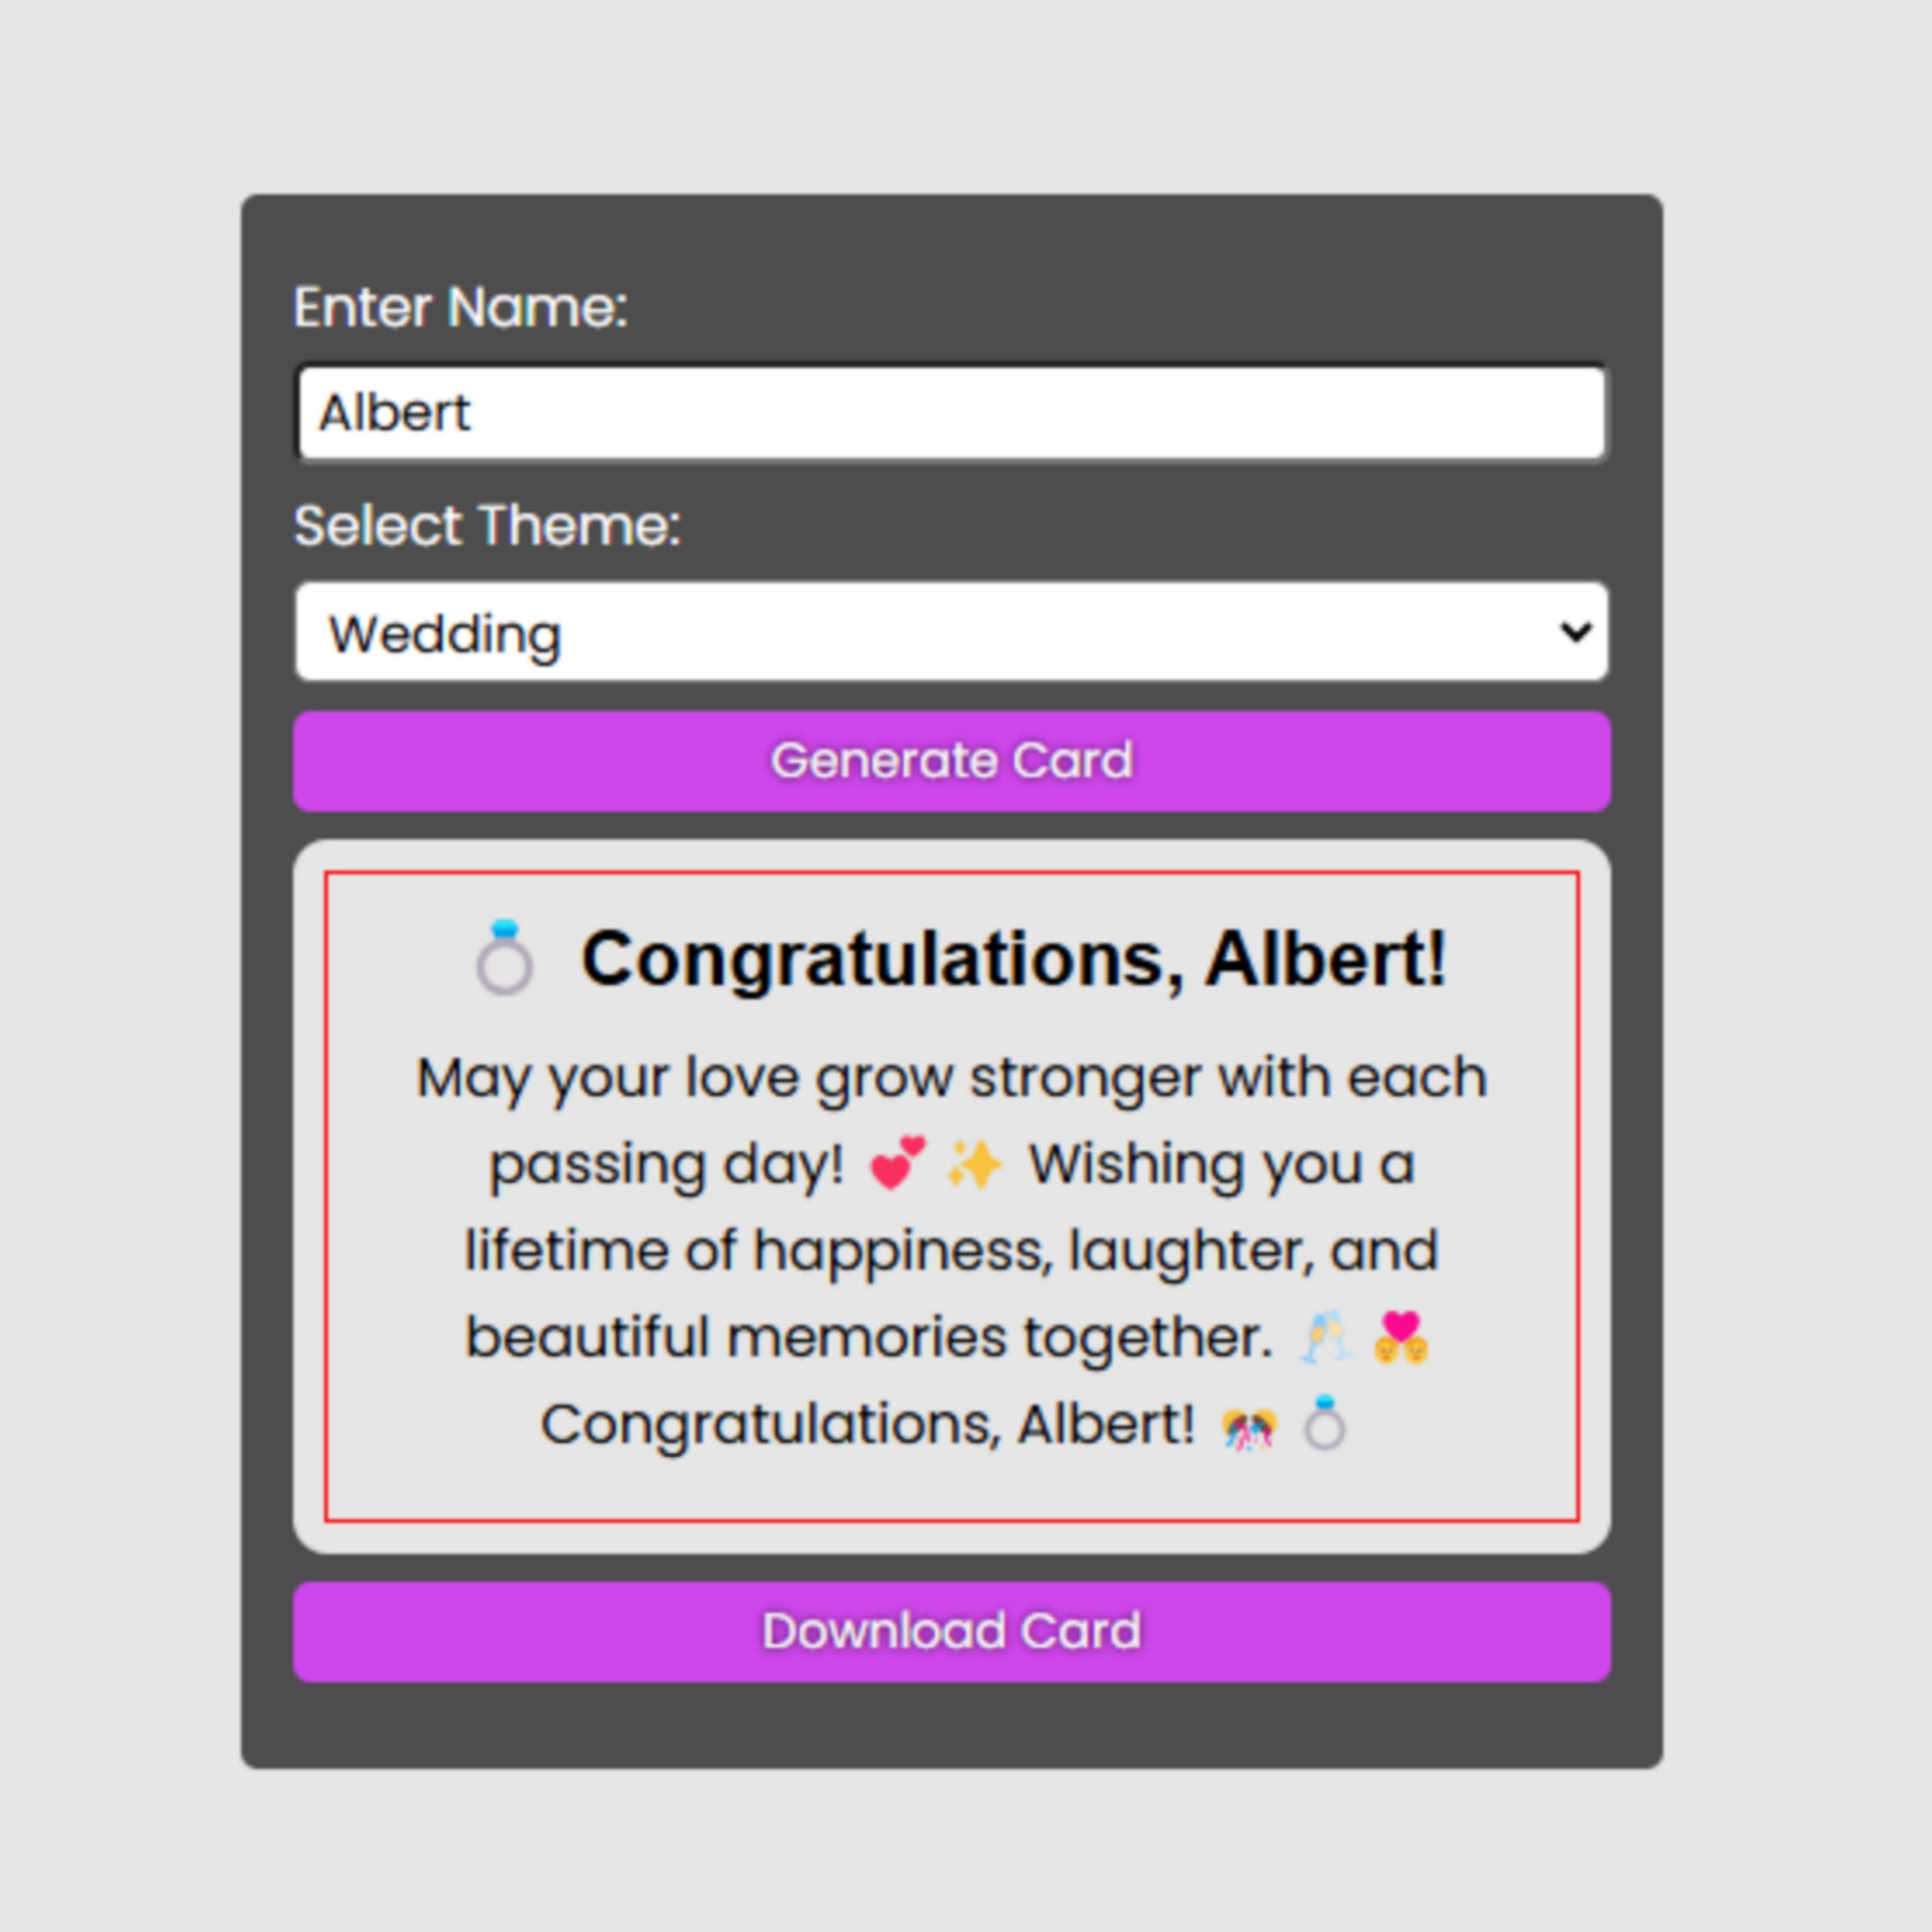 Enter Name:
Albert
Select Theme:
Wedding
Generate Card
💍 Congratulations, Albert!
May your love grow stronger with each
passing day! 💕✨ Wishing you a
lifetime of happiness, laughter, and
beautiful memories together. 🥂💑
Congratulations, Albert! 🎊💍
Download Card